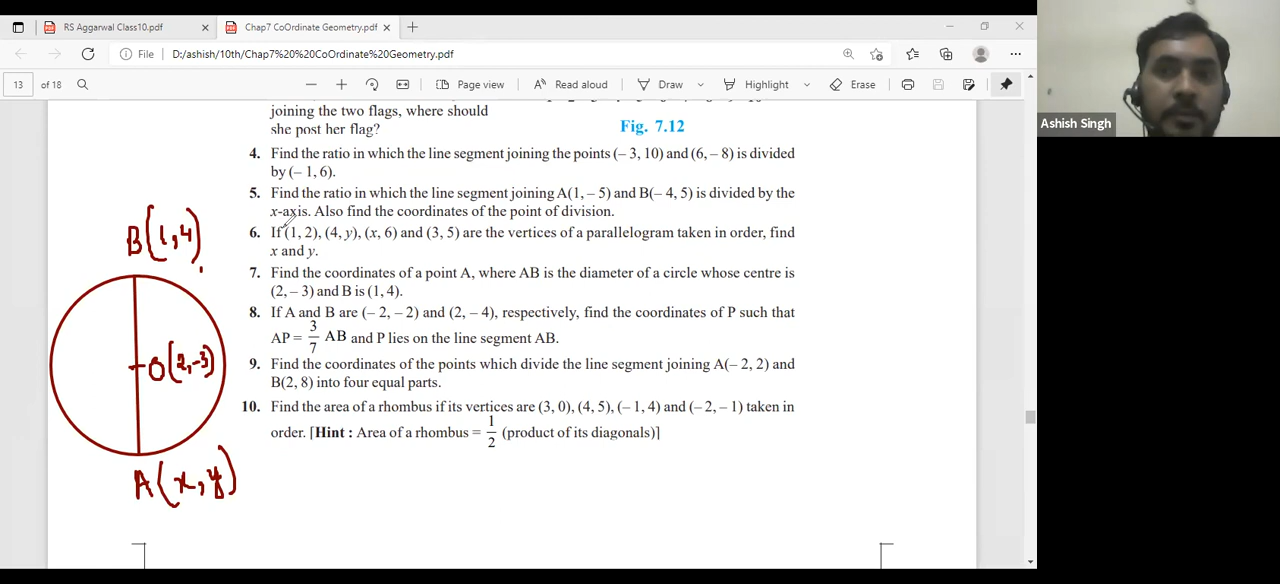 RS Aggarwal Class10.pdf
Chap7 CoOrdinate Geometry.pdf
File
D:/ashish/10th/Chap7%20%20CoOrdinate%20Geometry.pdf
13 of 18
Page view
Read aloud
Draw
Highlight
Erase
Ashish Singh
joining the two flags, where should
she post her flag?
Fig. 7.12
4. Find the ratio in which the line segment joining the points (– 3, 10) and (6, – 8) is divided
by (– 1, 6).
5. Find the ratio in which the line segment joining A(1, – 5) and B(– 4, 5) is divided by the
x-axis. Also find the coordinates of the point of division.
6. If (1, 2), (4, y), (x, 6) and (3, 5) are the vertices of a parallelogram taken in order, find
x and y.
7. Find the coordinates of a point A, where AB is the diameter of a circle whose centre is
(2, – 3) and B is (1, 4).
8. If A and B are (– 2, – 2) and (2, – 4), respectively, find the coordinates of P such that
AP = 3/7 AB and P lies on the line segment AB.
9. Find the coordinates of the points which divide the line segment joining A(– 2, 2) and
B(2, 8) into four equal parts.
10. Find the area of a rhombus if its vertices are (3, 0), (4, 5), (– 1, 4) and (– 2, – 1) taken in
order. [Hint : Area of a rhombus = 1/2 (product of its diagonals)]
B(1,4)
O(2,-3)
A(x,y)